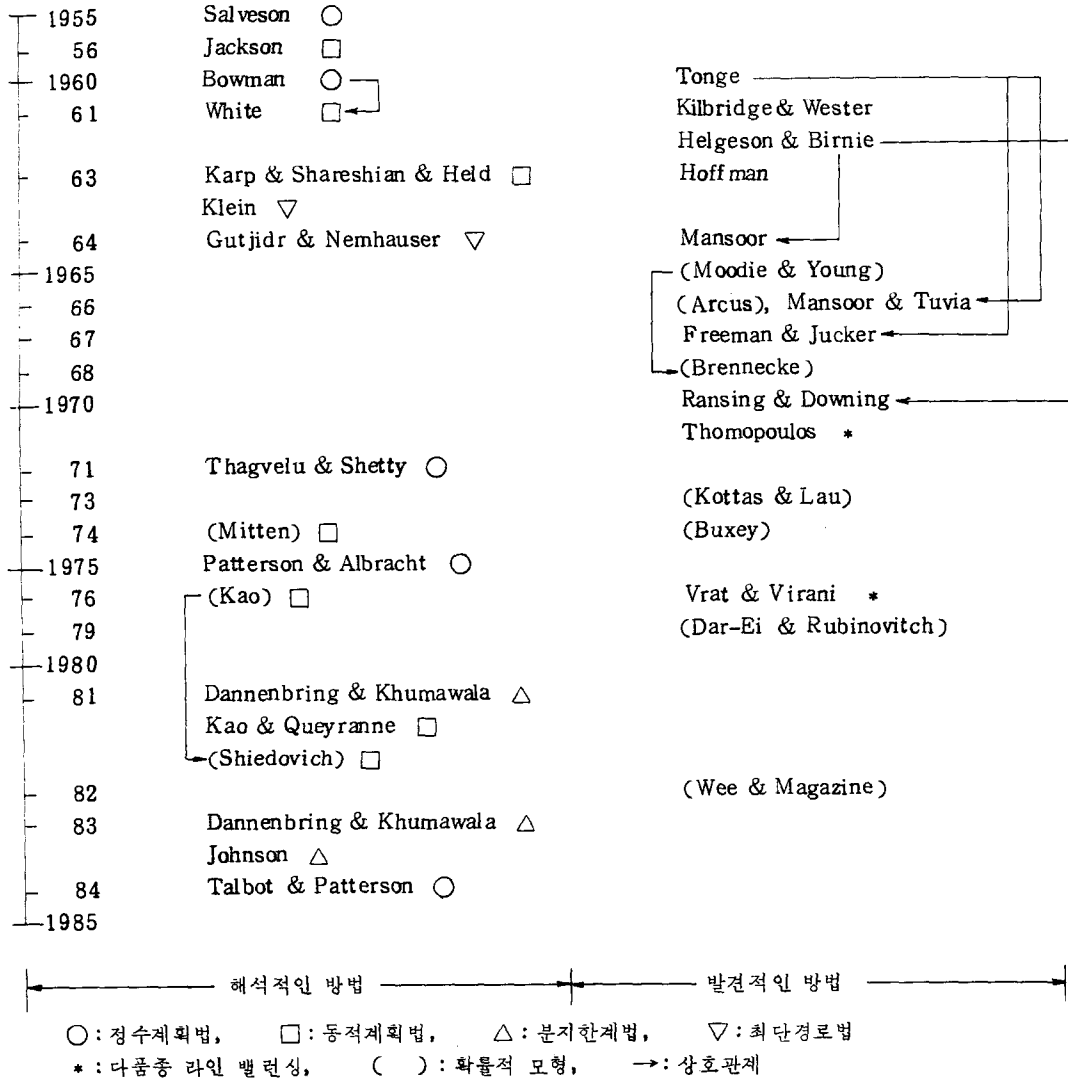 1955 Salveson ○
56 Jackson □
1960 Bowman ○ Tonge
61 White □ Kilbridge & Wester
Helgeson & Birnie
63 Karp & Shareshian & Held □ Hoffman
Klein ▽
64 Gutjidr & Nemhauser ▽ Mansoor
1965 (Moodie & Young)
66 (Arcus), Mansoor & Tuvia
67 Freeman & Jucker
68 (Brennecke)
1970 Ransing & Downing
Thomopoulos *
71 Thagvelu & Shetty ○
73 (Kottas & Lau)
74 (Mitten) □ (Buxey)
1975 Patterson & Albracht ○
76 (Kao) □ Vrat & Virani *
79 (Dar-Ei & Rubinovitch)
1980
81 Dannenbring & Khumawala △
Kao & Queyranne □
(Shiedovich) □
82 (Wee & Magazine)
83 Dannenbring & Khumawala △
Johnson △
84 Talbot & Patterson ○
1985
해석적인 방법 발견적인 방법
○ : 정수계획법, □ : 동적계획법, △ : 분지한계법, ▽ : 최단경로법
* : 다품종 라인 밸런싱, ( ) : 확률적 모형, → : 상호관계